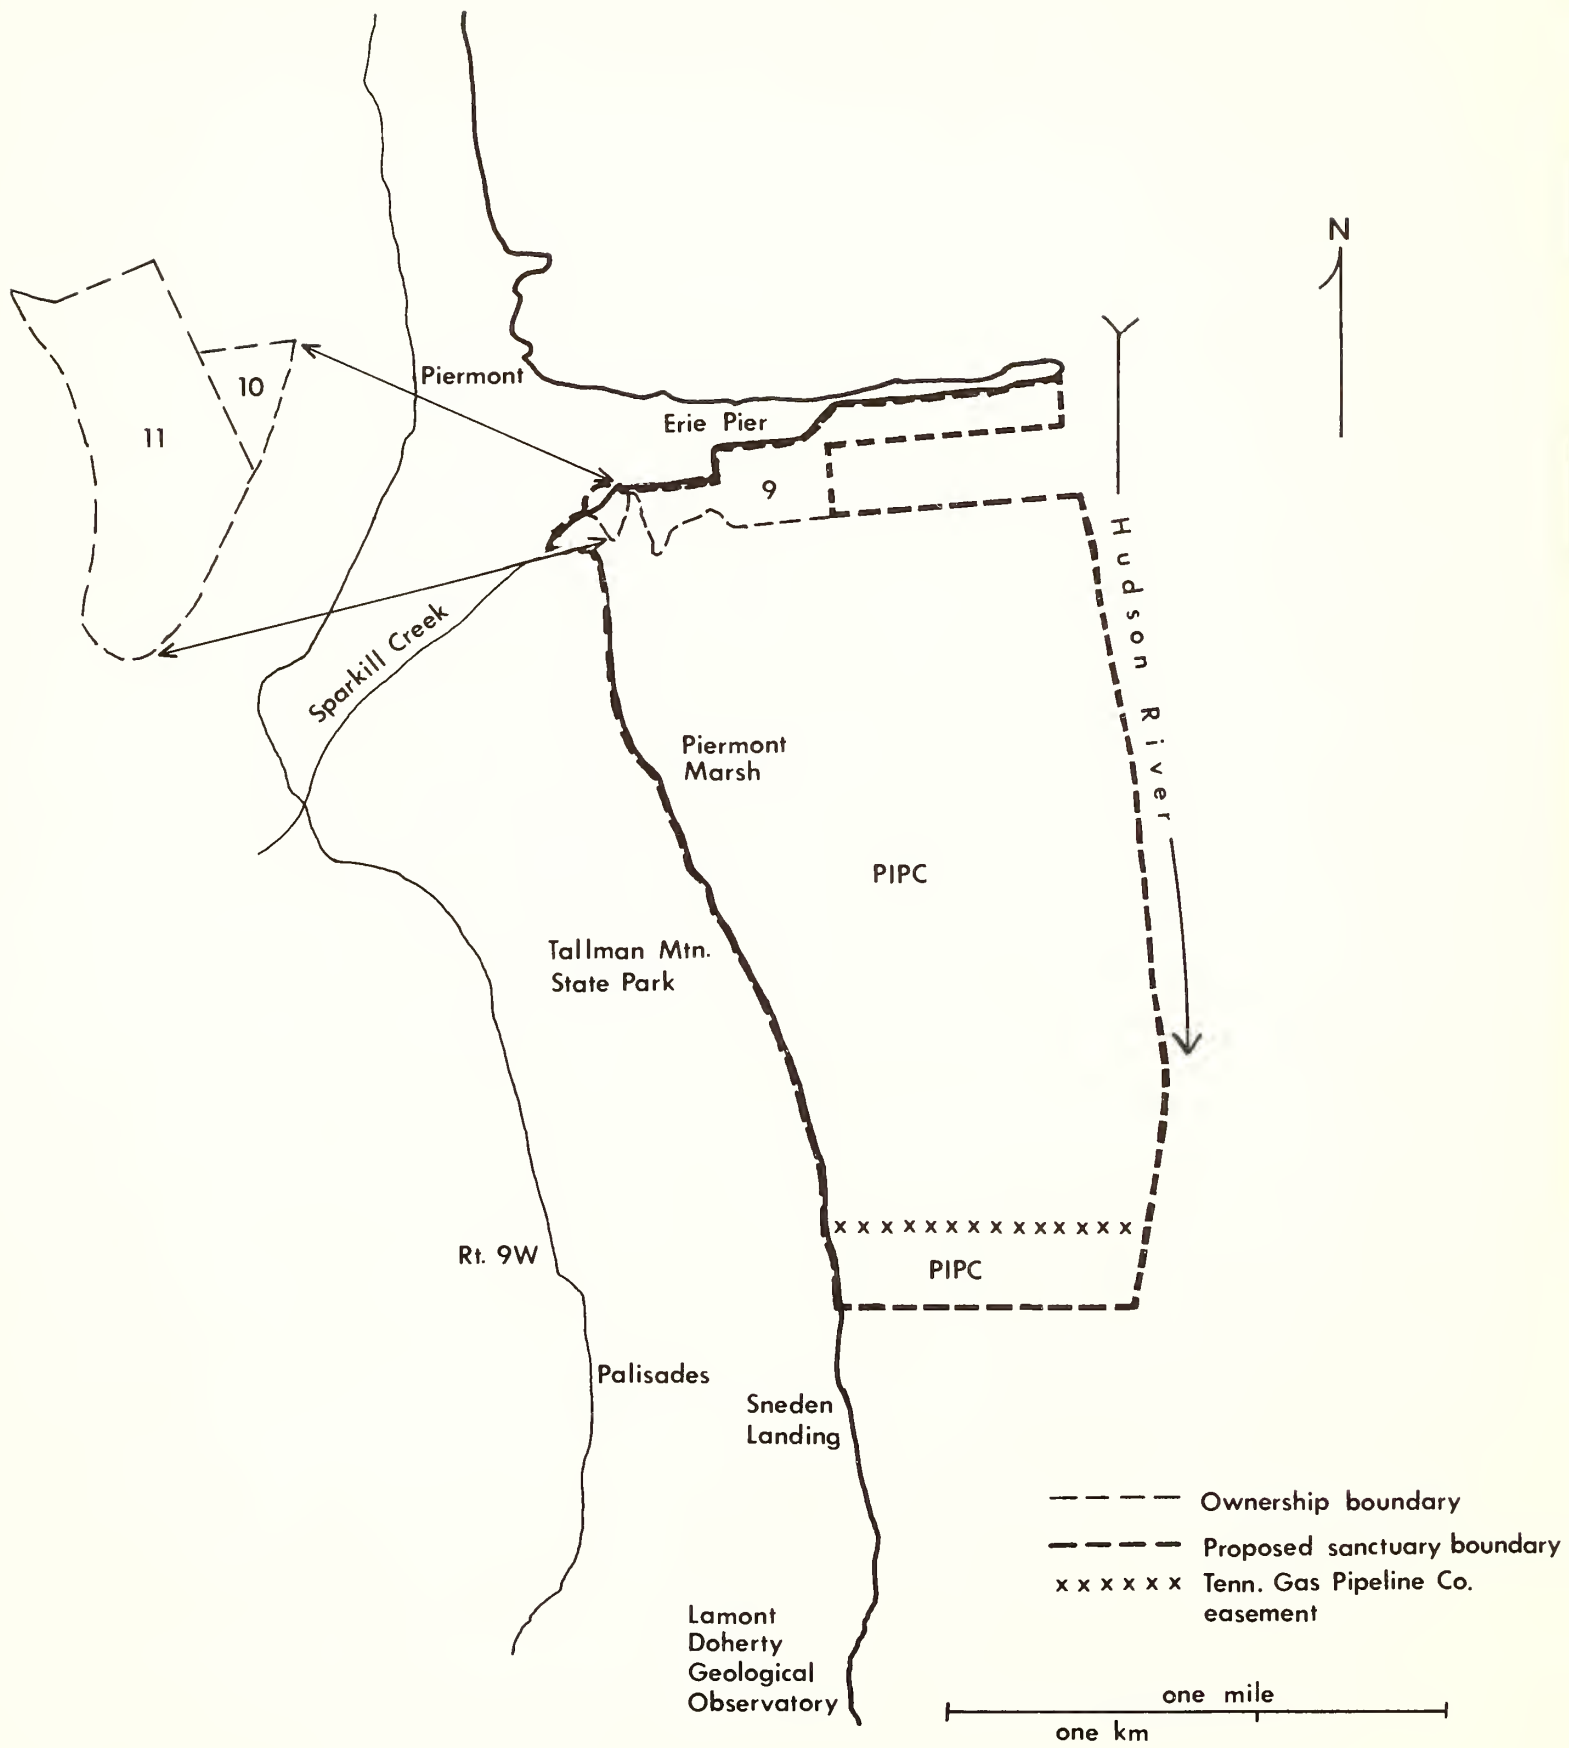 N
Piermont
10
11
Erie Pier
9
Hudson River
Sparkill Creek
Piermont
Marsh
PIPC
Tallman Mtn.
State Park
Rt. 9W
x x x x x x x x x x x x x x
PIPC
Palisades
Sneden
Landing
Ownership boundary
Proposed sanctuary boundary
x x x x x x Tenn. Gas Pipeline Co.
easement
Lamont
Doherty
Geological
Observatory
one mile
one km